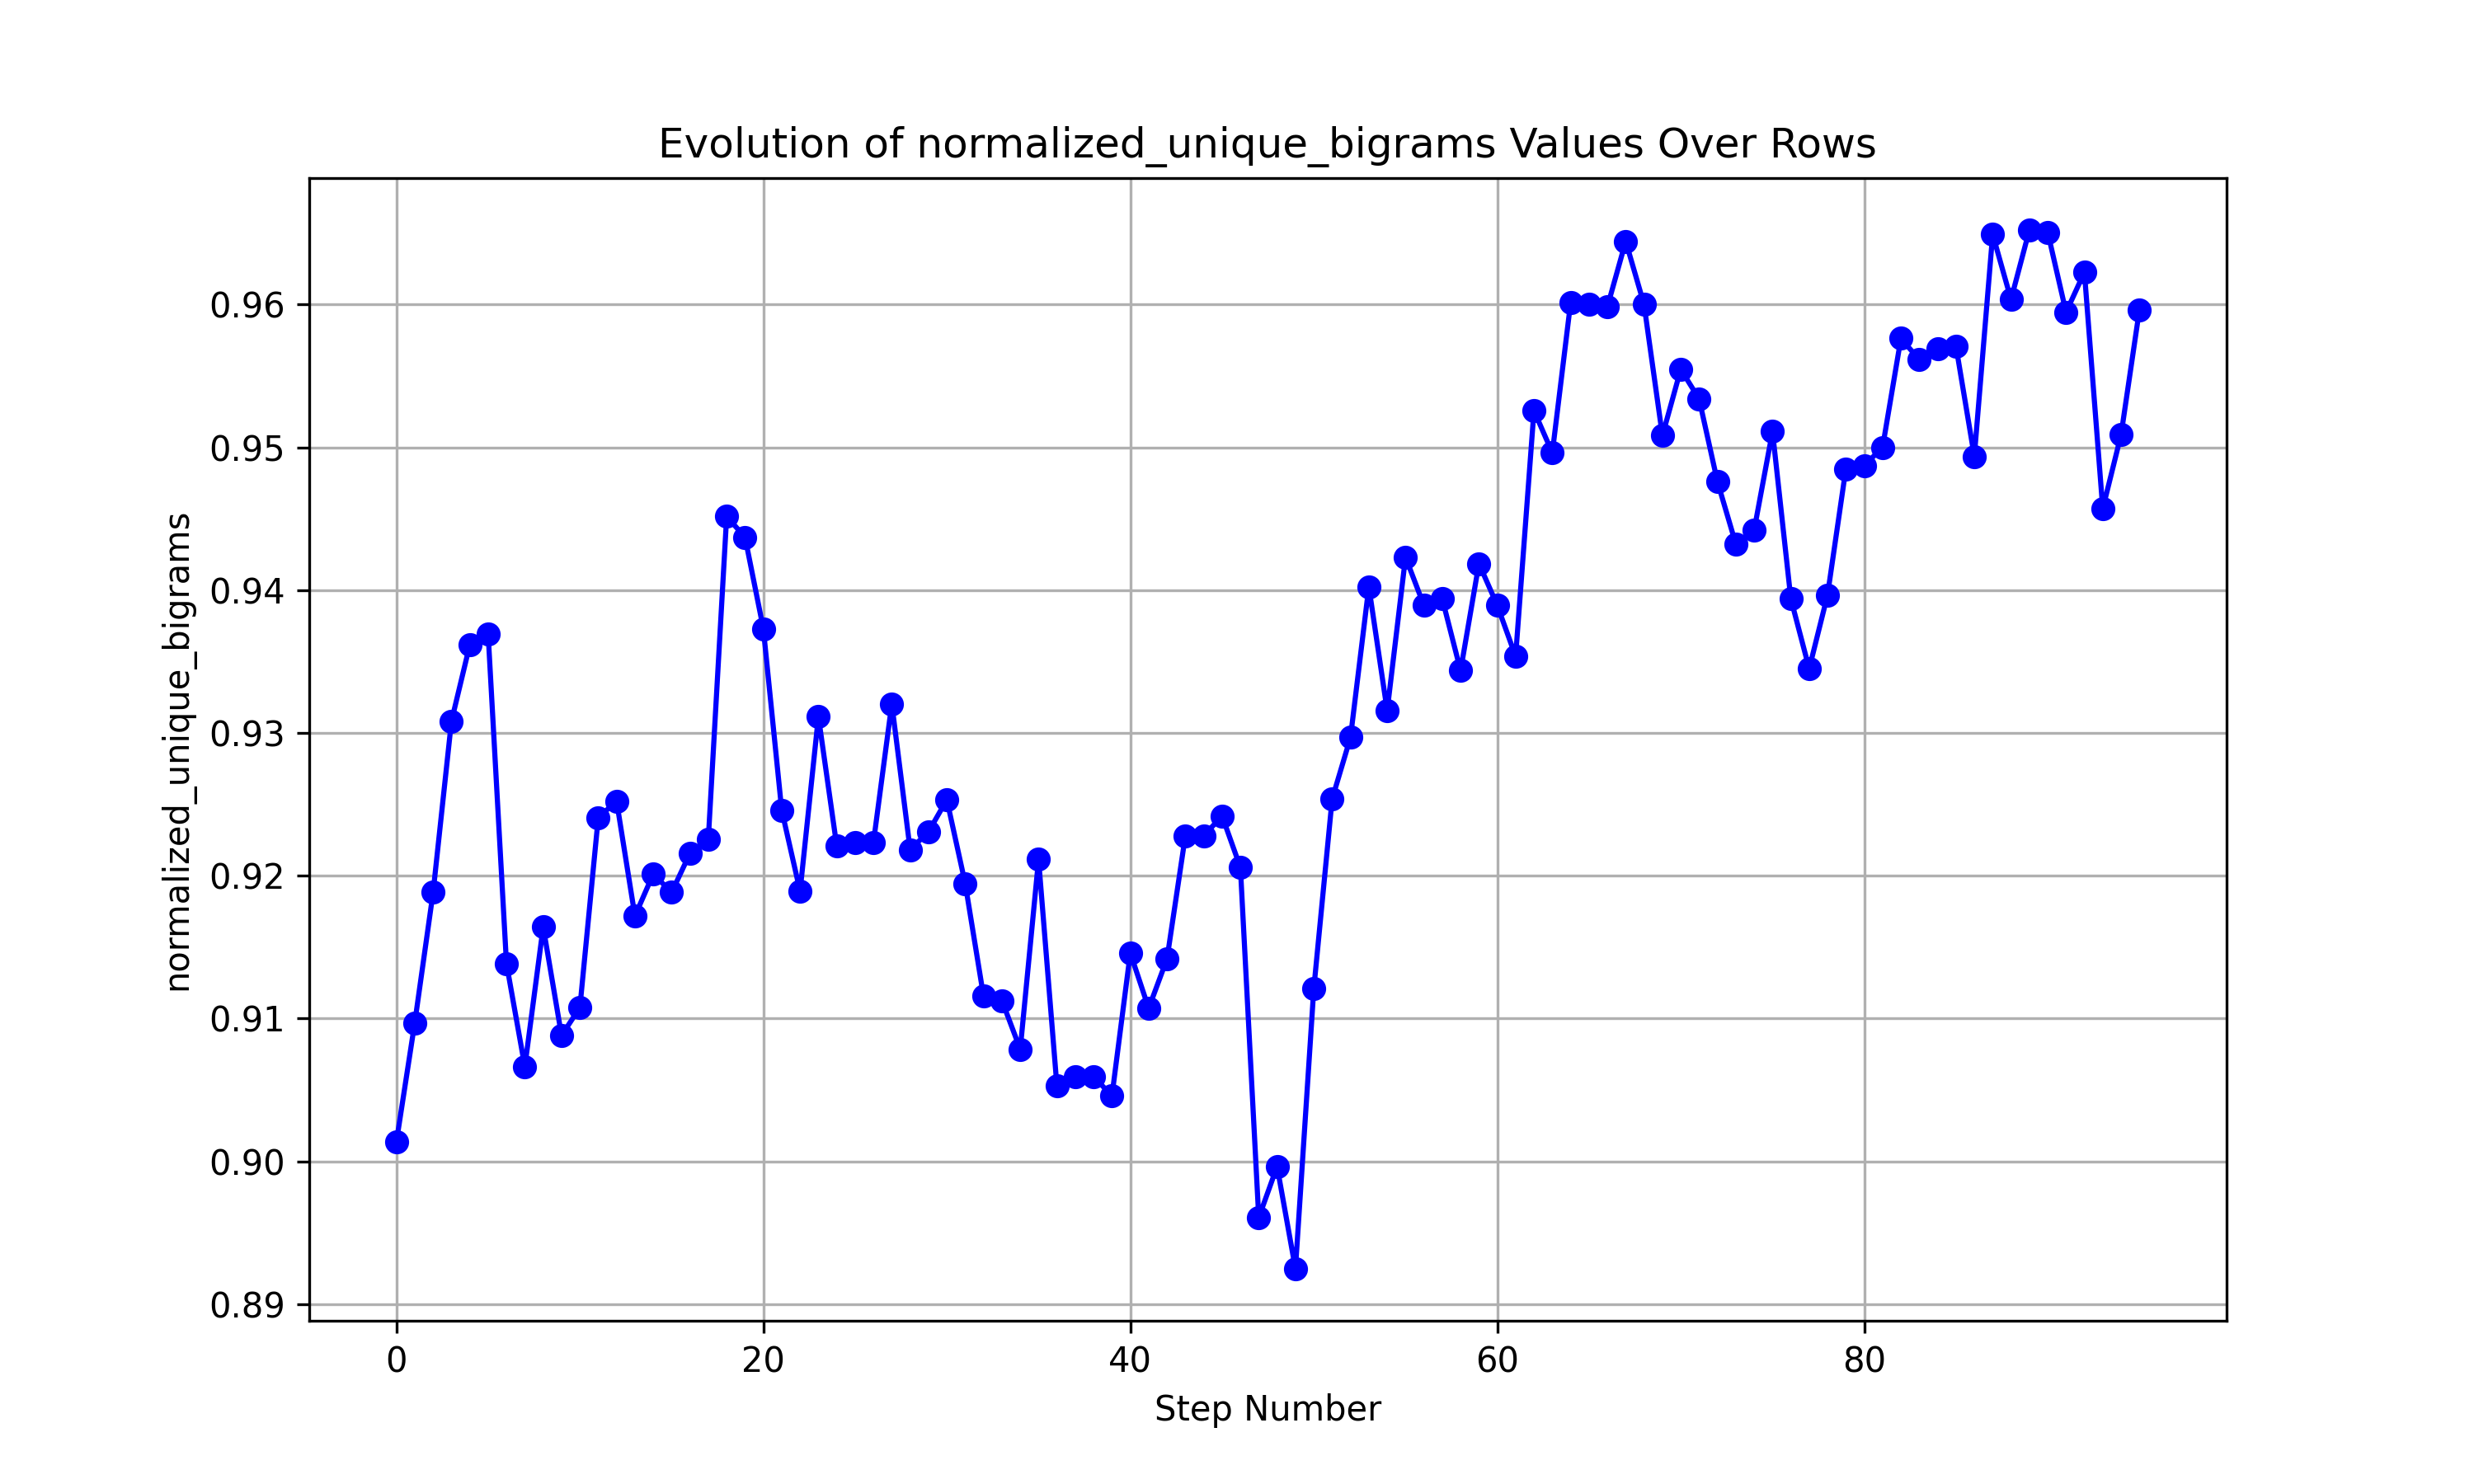 Evolution of normalized_unique_bigrams Values Over Rows
normalized_unique_bigrams
0.96
0.95
0.94
0.93
0.92
0.91
0.90
0.89
0 20 40 60 80
Step Number